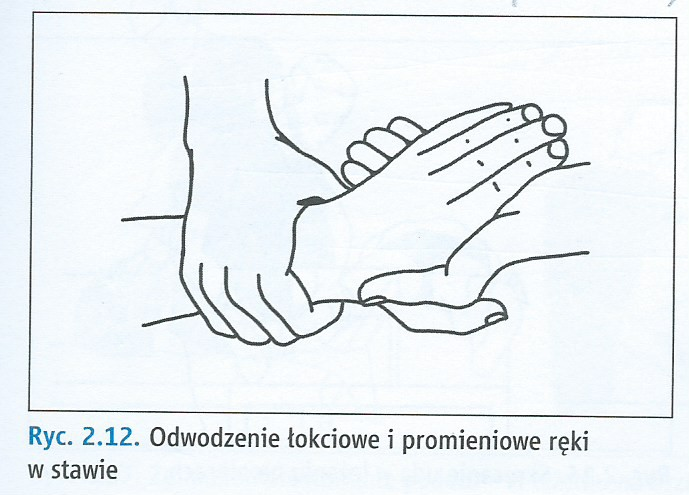 Ryc. 2.12. Odwodzenie łokciowe i promieniowe ręki
w stawie